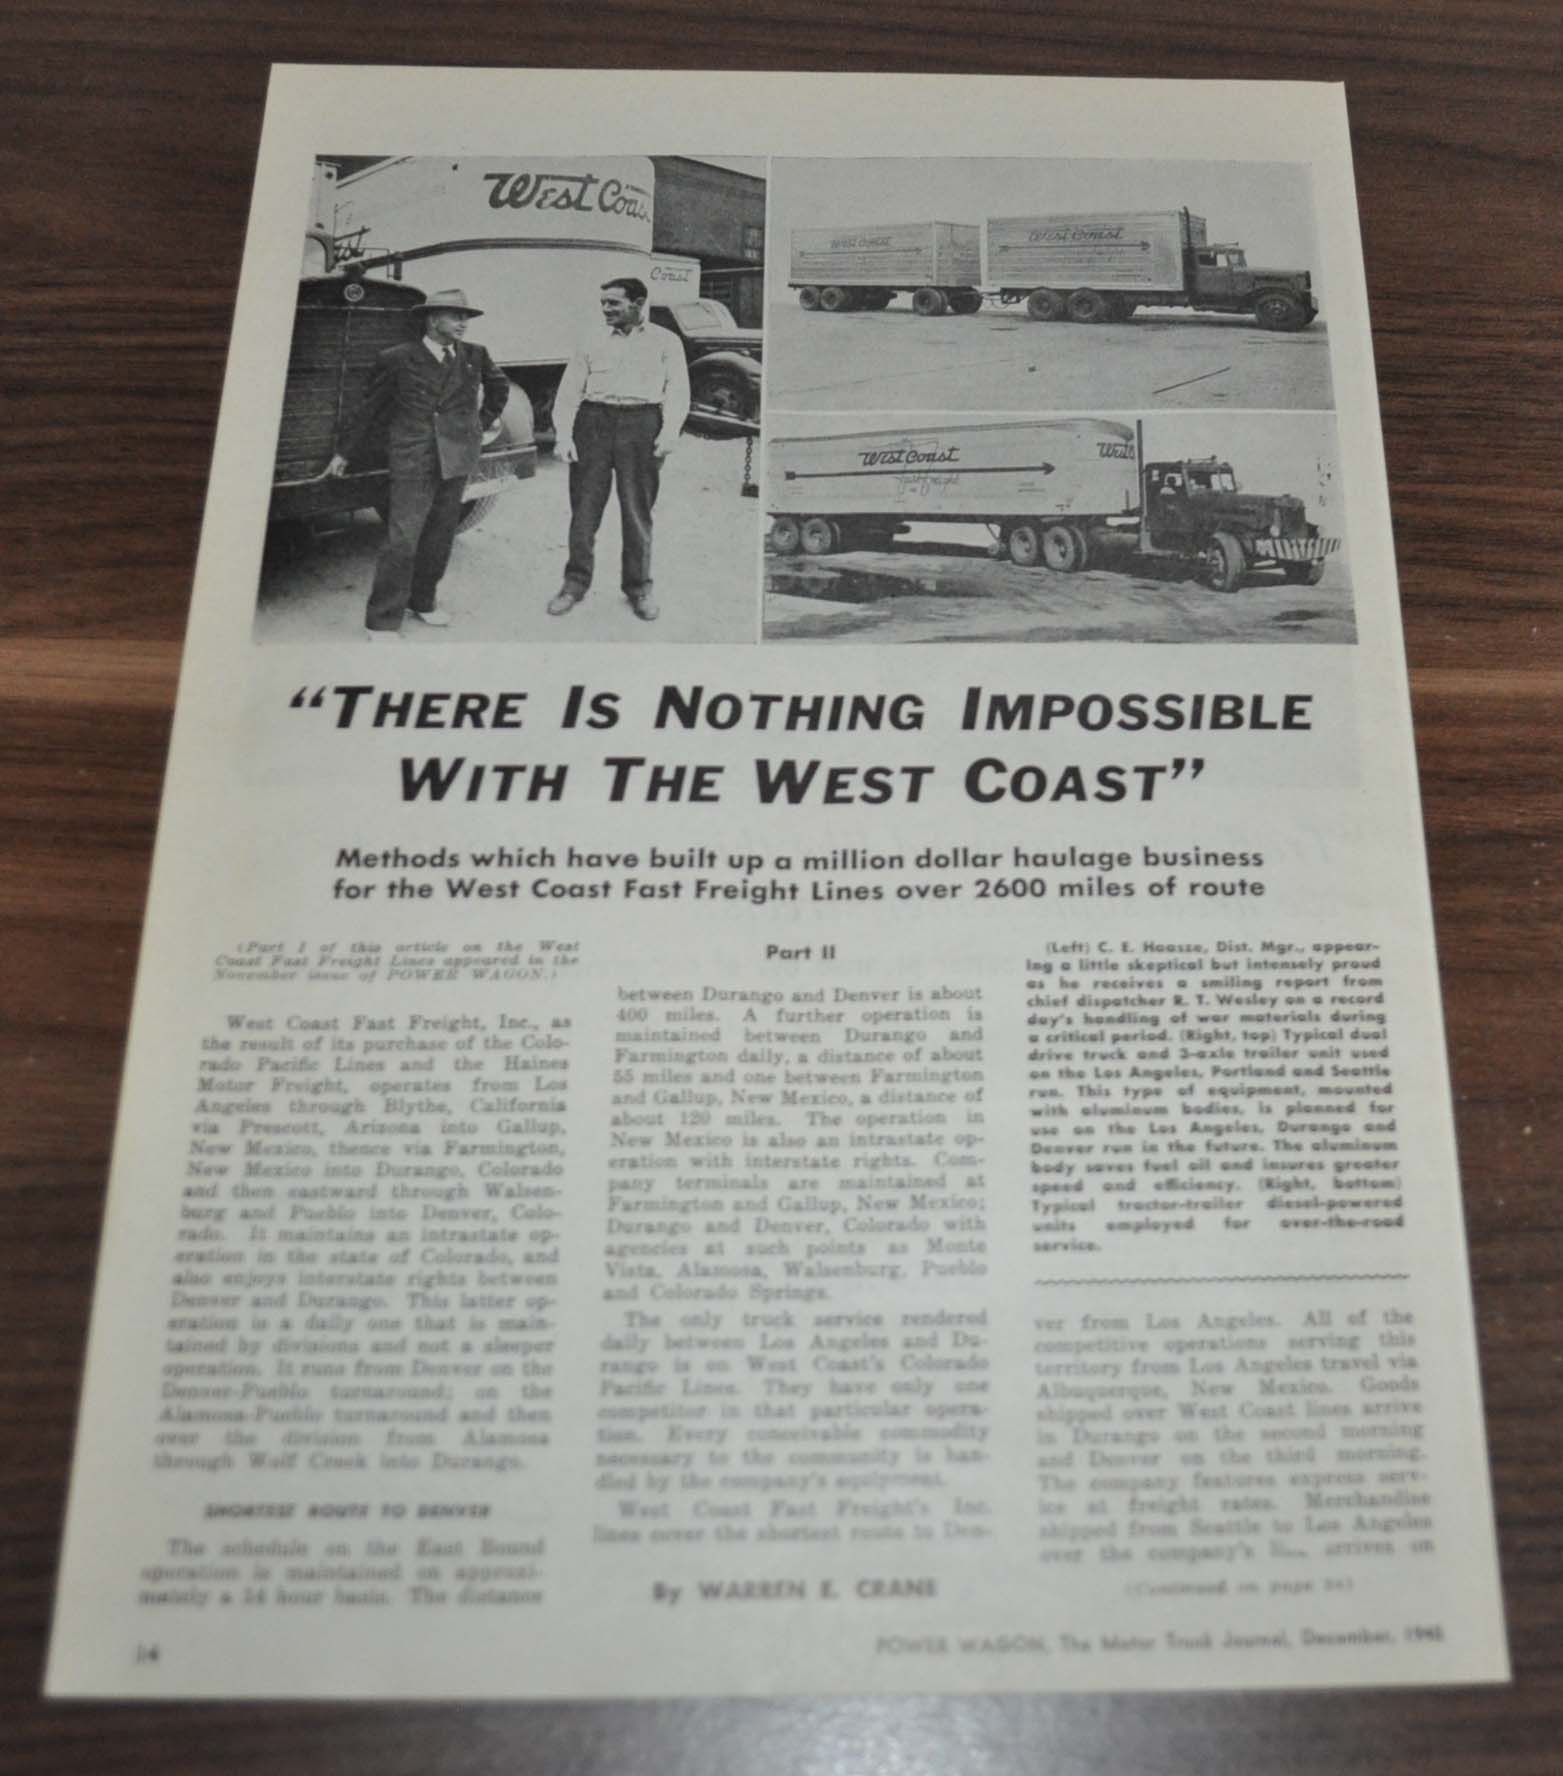 West Coas
Coast
West Coast
West Coast
West Coast
Fast Freight
West C
“THERE IS NOTHING IMPOSSIBLE
WITH THE WEST COAST”
Methods which have built up a million dollar haulage business
for the West Coast Fast Freight Lines over 2600 miles of route
(Part I of this article on the West
Coast Fast Freight Lines appeared in the
November issue of POWER WAGON.)
West Coast Fast Freight, Inc., as
the result of its purchase of the Colo-
rado Pacific Lines and the Haines
Motor Freight, operates from Los
Angeles through Blythe, California
via Prescott, Arizona into Gallup,
New Mexico, thence via Farmington,
New Mexico into Durango, Colorado
and then eastward through Walsen-
burg and Pueblo into Denver, Colo-
rado. It maintains an intrastate op-
eration in the state of Colorado, and
also enjoys interstate rights between
Denver and Durango. This latter op-
eration is a daily one that is main-
tained by divisions and not a sleeper
operation. It runs from Denver on the
Denver-Pueblo turnaround; on the
Alamosa-Pueblo turnaround and then
over the division from Alamosa
through Wolf Creek into Durango.
SHORTEST ROUTE TO DENVER
The schedule on the East Bound
operation is maintained on approxi-
mately a 54 hour basis. The distance
Part II
between Durango and Denver is about
400 miles. A further operation is
maintained between Durango and
Farmington daily, a distance of about
55 miles and one between Farmington
and Gallup, New Mexico, a distance of
about 120 miles. The operation in
New Mexico is also an intrastate op-
eration with interstate rights. Com-
pany terminals are maintained at
Farmington and Gallup, New Mexico;
Durango and Denver, Colorado with
agencies at such points as Monte
Vista, Alamosa, Walsenburg, Pueblo
and Colorado Springs.
The only truck service rendered
daily between Los Angeles and Du-
rango is on West Coast's Colorado
Pacific Lines. They have only one
competitor in that particular opera-
tion. Every conceivable commodity
necessary to the community is han-
dled by the company's equipment.
West Coast Fast Freight's Inc.
lines cover the shortest route to Den-
By WARREN E. CRANE
(Left) C. E. Haasze, Dist. Mgr., appear-
ing a little skeptical but intensely proud
as he receives a smiling report from
chief dispatcher R. T. Wesley on a record
day's handling of war materials during
a critical period. (Right, top) Typical dual
drive truck and 3-axle trailer unit used
on the Los Angeles, Portland and Seattle
run. This type of equipment, mounted
with aluminum bodies, is planned for
use on the Los Angeles, Durango and
Denver run in the future. The aluminum
body saves fuel oil and insures greater
speed and efficiency. (Right, bottom)
Typical tractor-trailer diesel-powered
units employed for over-the-road
service.
ver from Los Angeles. All of the
competitive operations serving this
territory from Los Angeles travel via
Albuquerque, New Mexico. Goods
shipped over West Coast lines arrive
in Durango on the second morning
and Denver on the third morning.
The company features express serv-
ice at freight rates. Merchandise
shipped from Seattle to Los Angeles
over the company's arrives on
(Continued on page 54)
14
POWER WAGON, The Motor Truck Journal, December, 1945